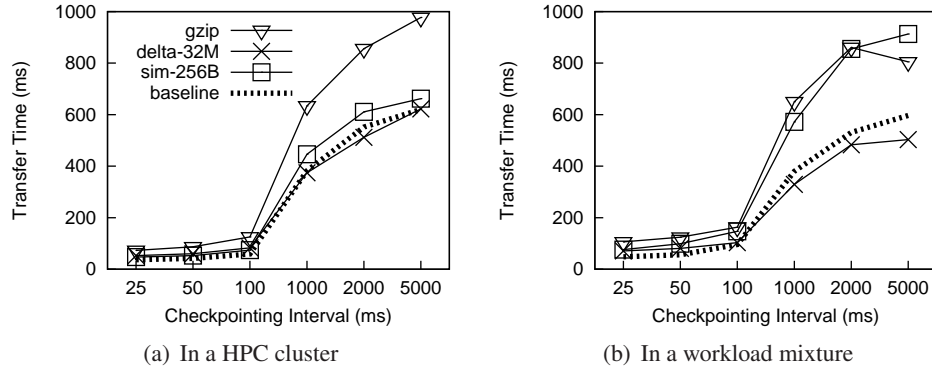 Transfer Time (ms)
1000
800
600
400
200
0
gzip
delta-32M
sim-256B
baseline
25 50 100 1000 2000 5000
Checkpointing Interval (ms)
(a) In a HPC cluster
Transfer Time (ms)
1000
800
600
400
200
0
25 50 100 1000 2000 5000
Checkpointing Interval (ms)
(b) In a workload mixture